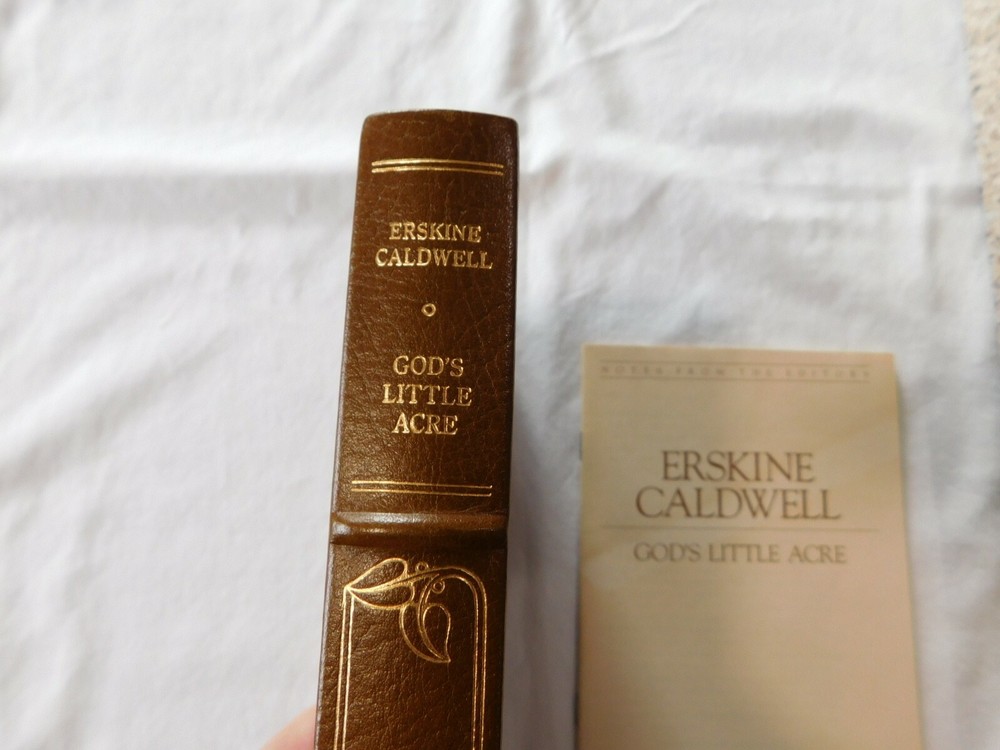 ERSKINE
CALDWELL
GOD'S
LITTLE
ACRE
NOTES FROM THE EDITORS
ERSKINE
CALDWELL
GOD'S LITTLE ACRE